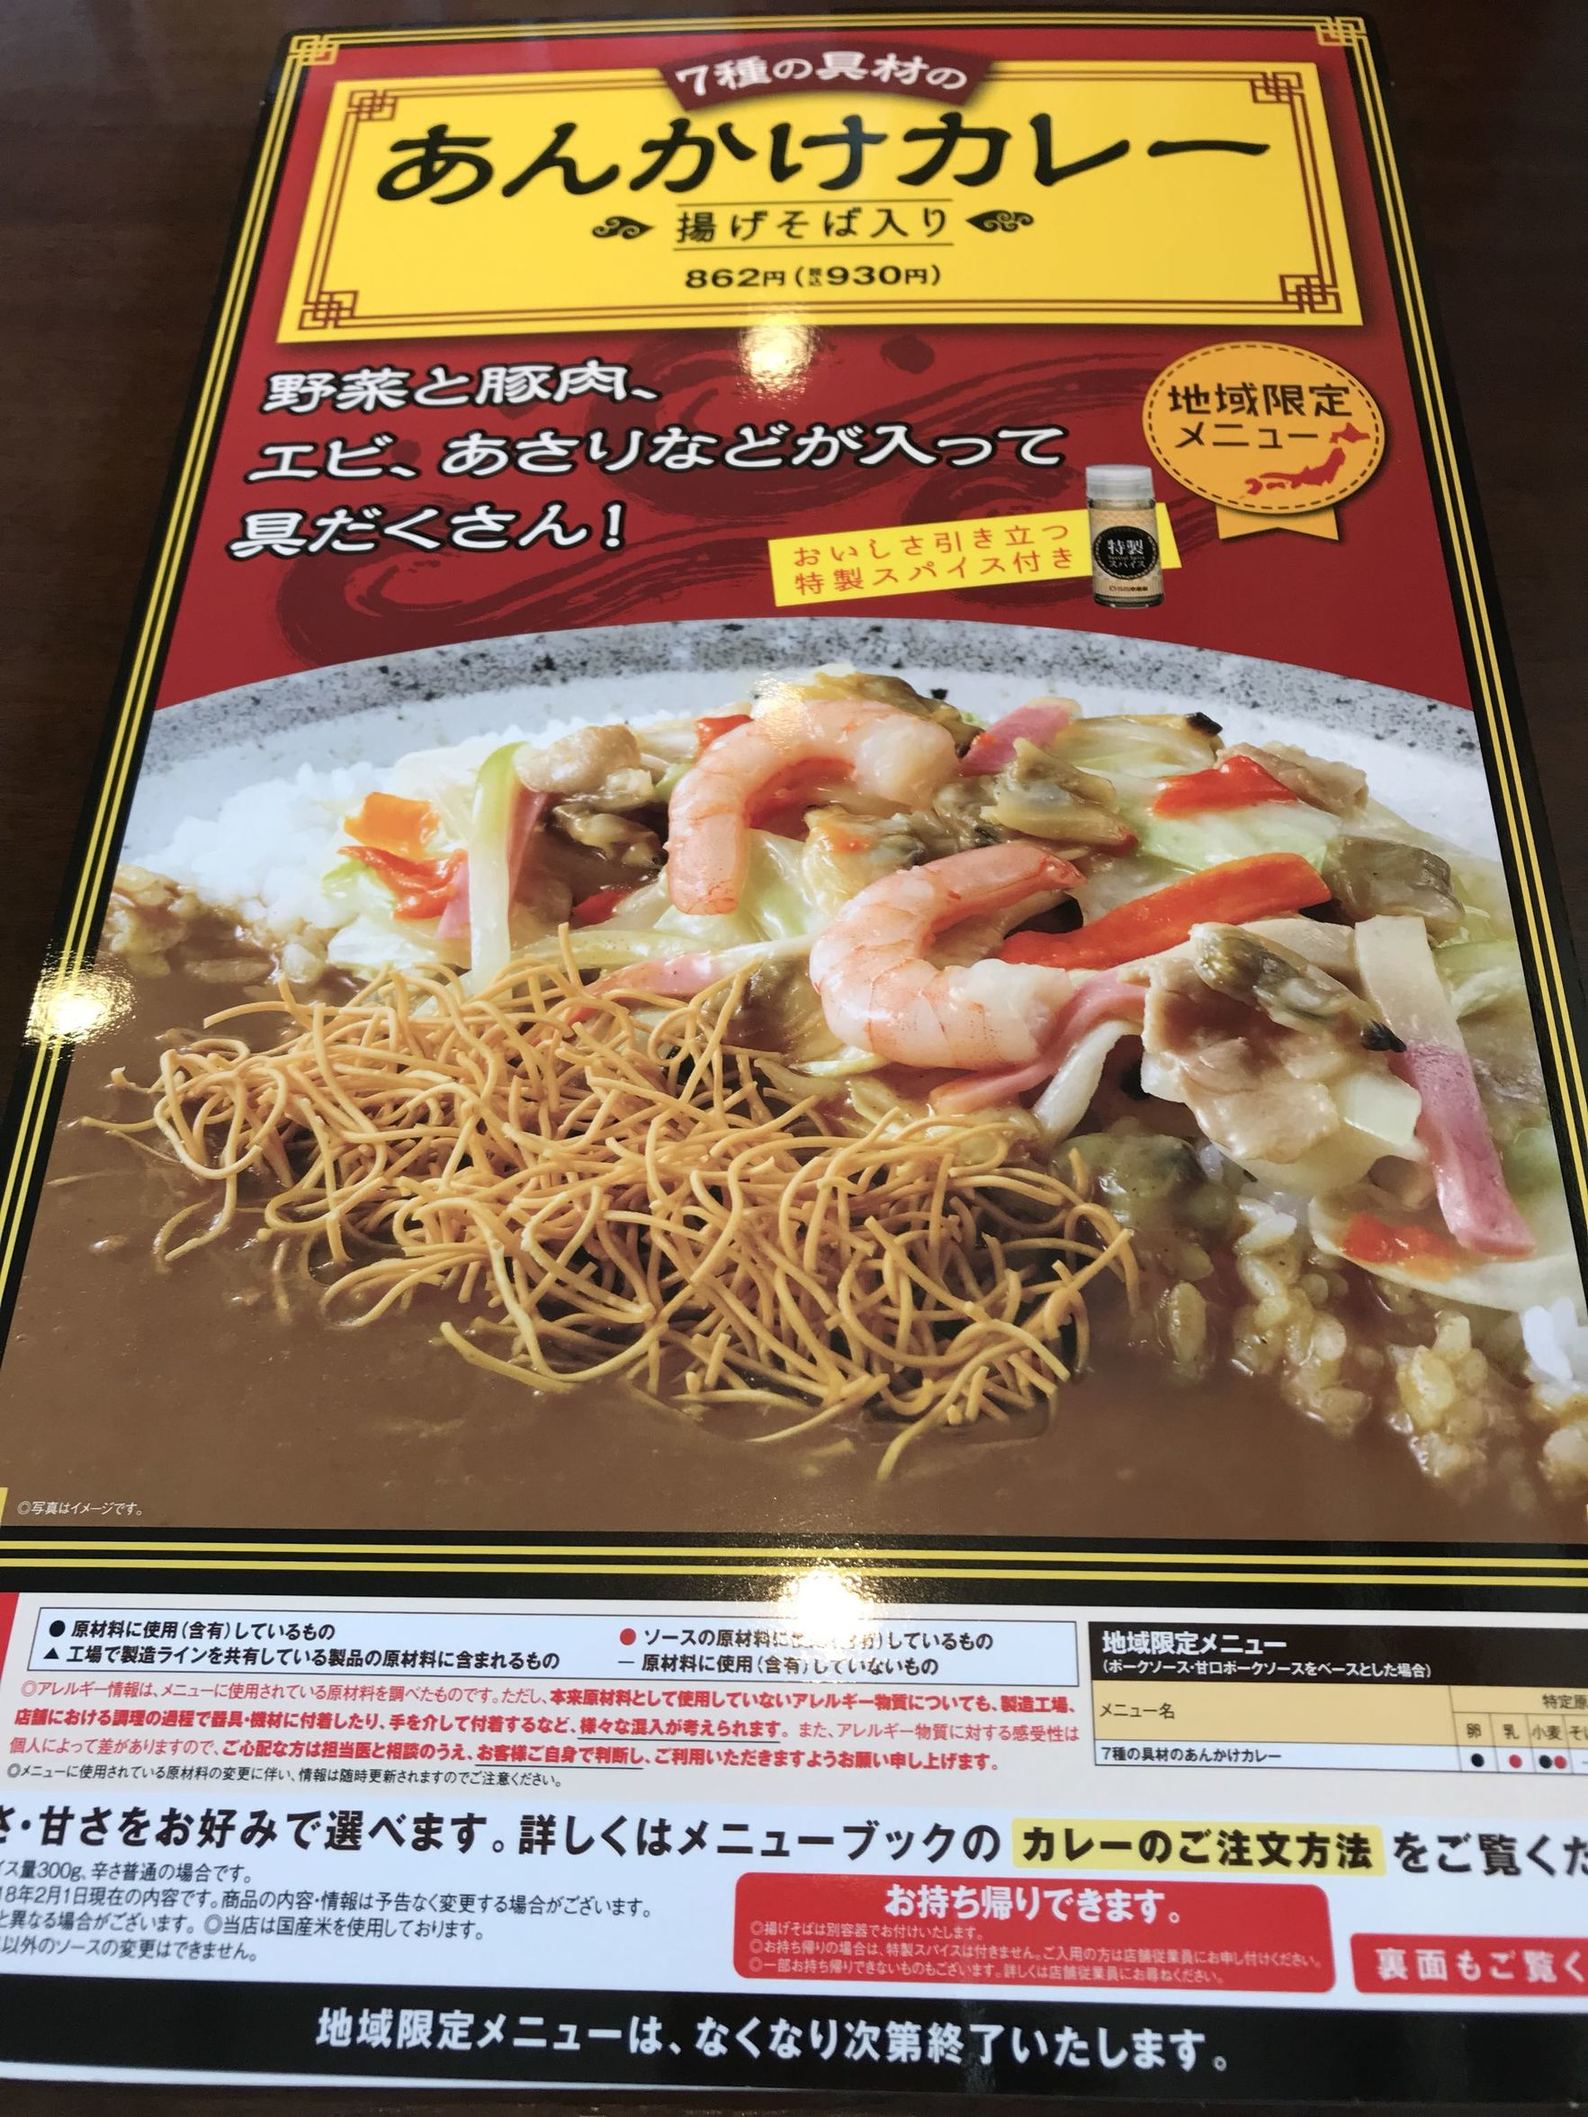 7種の具材の
あんかけカレー
揚げそば入り
862円(税込930円)
野菜と豚肉、
エビ、あさりなどが入って
具だくさん!
地域限定
メニュー
おいしさ引き立つ
特製スパイス付き
特製
スパイス
◎写真はイメージです。
● 原材料に使用(含有)しているもの
▲ 工場で製造ラインを共有している製品の原材料に含まれるもの
● ソースの原材料に使用(含有)しているもの
― 原材料に使用(含有)していないもの
◎アレルギー情報は、メニューに使用されている原材料を調べたものです。ただし、本来原材料として使用していないアレルギー物質についても、製造工場、
店舗における調理の過程で器具・機材に付着したり、手を介して付着するなど、様々な混入が考えられます。また、アレルギー物質に対する感受性は
個人によって差がありますので、ご心配な方は担当医と相談のうえ、お客様ご自身で判断し、ご利用いただきますようお願い申し上げます。
◎メニューに使用されている原材料の変更に伴い、情報は随時更新されますのでご注意ください。
地域限定メニュー
(ポークソース・甘口ポークソースをベースとした場合)
メニュー名
特定原
卵 乳 小麦 そ
7種の具材のあんかけカレー ● ● ●● ―
さ・甘さをお好みで選べます。詳しくはメニューブックの カレーのご注文方法 をご覧くだ
イス量300g、辛さ普通の場合です。
18年2月1日現在の内容です。商品の内容・情報は予告なく変更する場合がございます。
と異なる場合がございます。◎当店は国産米を使用しております。
以外のソースの変更はできません。
お持ち帰りできます。
◎揚げそばは別容器でお付けいたします。
◎お持ち帰りの場合は、特製スパイスは付きません。ご入用の方は店舗従業員にお申し付けください。
◎一部お持ち帰りできないものもございます。詳しくは店舗従業員にお尋ねください。
裏面もご覧く
地域限定メニューは、なくなり次第終了いたします。